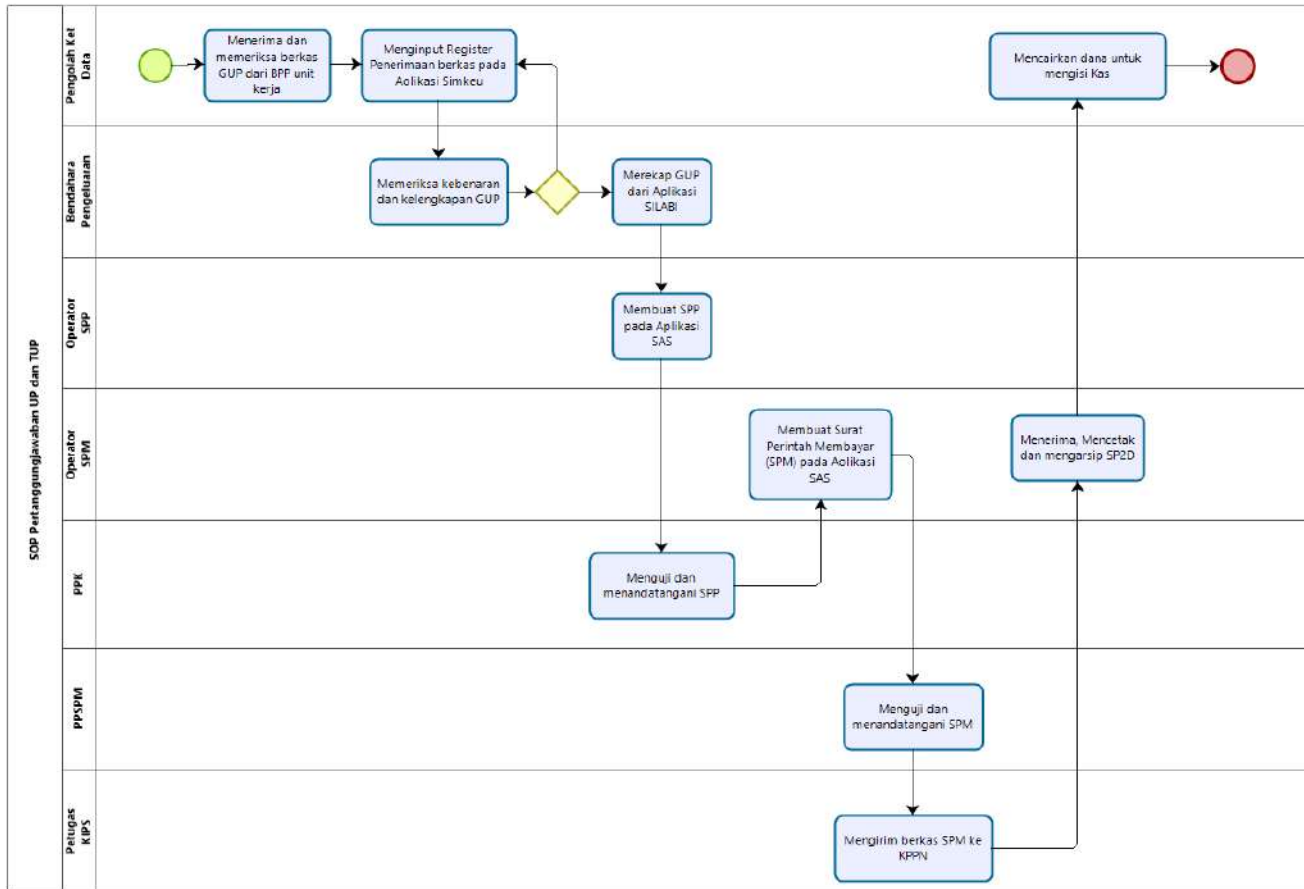 SOP Pertanggungjawaban UP dan TUP
Pengolah Ket
Data
Menerima dan
memeriksa berkas
GUP dari BPP unit
kerja
Menginput Register
Penerimaan berkas pada
Aplikasi Simkeu
Mencairkan dana untuk
mengisi Kas
Bendahara
Pengeluaran
Memeriksa kebenaran
dan kelengkapan GUP
Merekap GUP
dari Aplikasi
SILABI
Operator
SPP
Membuat SPP
pada Aplikasi
SAS
Operator
SPM
Membuat Surat
Perintah Membayar
(SPM) pada Aplikasi
SAS
Menerima, Mencetak
dan mengarsip SP2D
PPK
Menguji dan
menandatangani SPP
PPSPM
Menguji dan
menandatangani SPM
Petugas
KIPS
Mengirim berkas SPM ke
KPPN